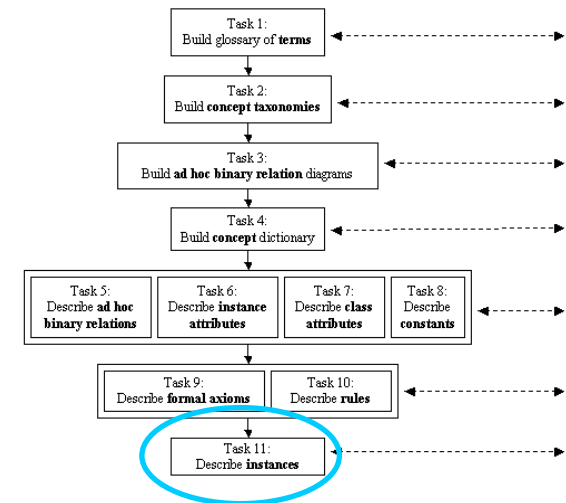 Task 1:
Build glossary of terms
Task 2:
Build concept taxonomies
Task 3:
Build ad hoc binary relation diagrams
Task 4:
Build concept dictionary
Task 5:
Describe ad hoc
binary relations
Task 6:
Describe instance
attributes
Task 7:
Describe class
attributes
Task 8:
Describe
constants
Task 9:
Describe formal axioms
Task 10:
Describe rules
Task 11:
Describe instances